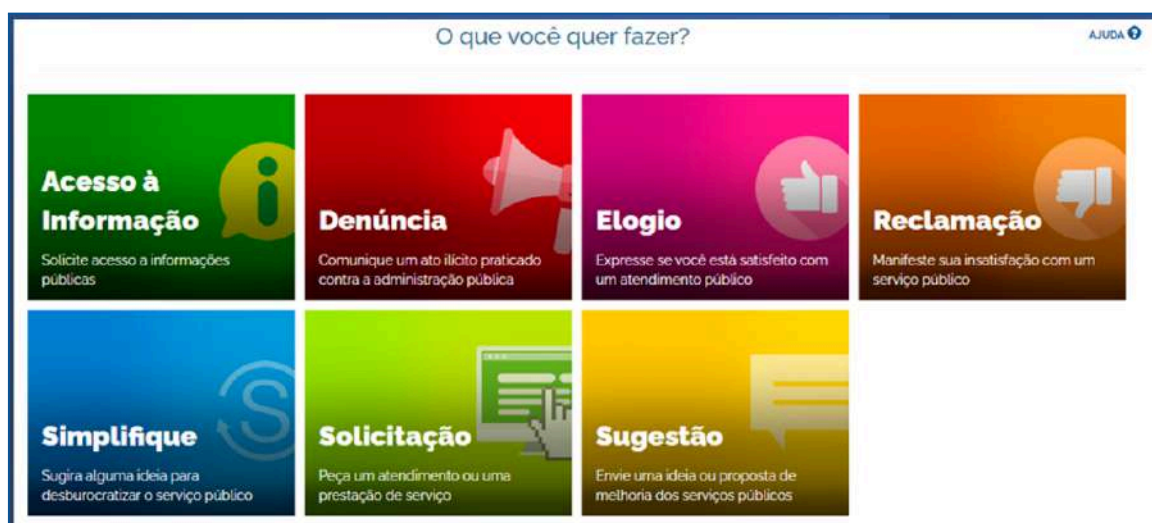 O que você quer fazer?
AJUDA
Acesso à
Informação
Solicite acesso a informações
públicas
Denúncia
Comunique um ato ilícito praticado
contra a administração pública
Elogio
Expresse se você está satisfeito com
um atendimento público
Reclamação
Manifeste sua insatisfação com um
serviço público
Simplifique
Sugira alguma ideia para
desburocratizar o serviço público
Solicitação
Peça um atendimento ou uma
prestação de serviço
Sugestão
Envie uma ideia ou proposta de
melhoria dos serviços públicos